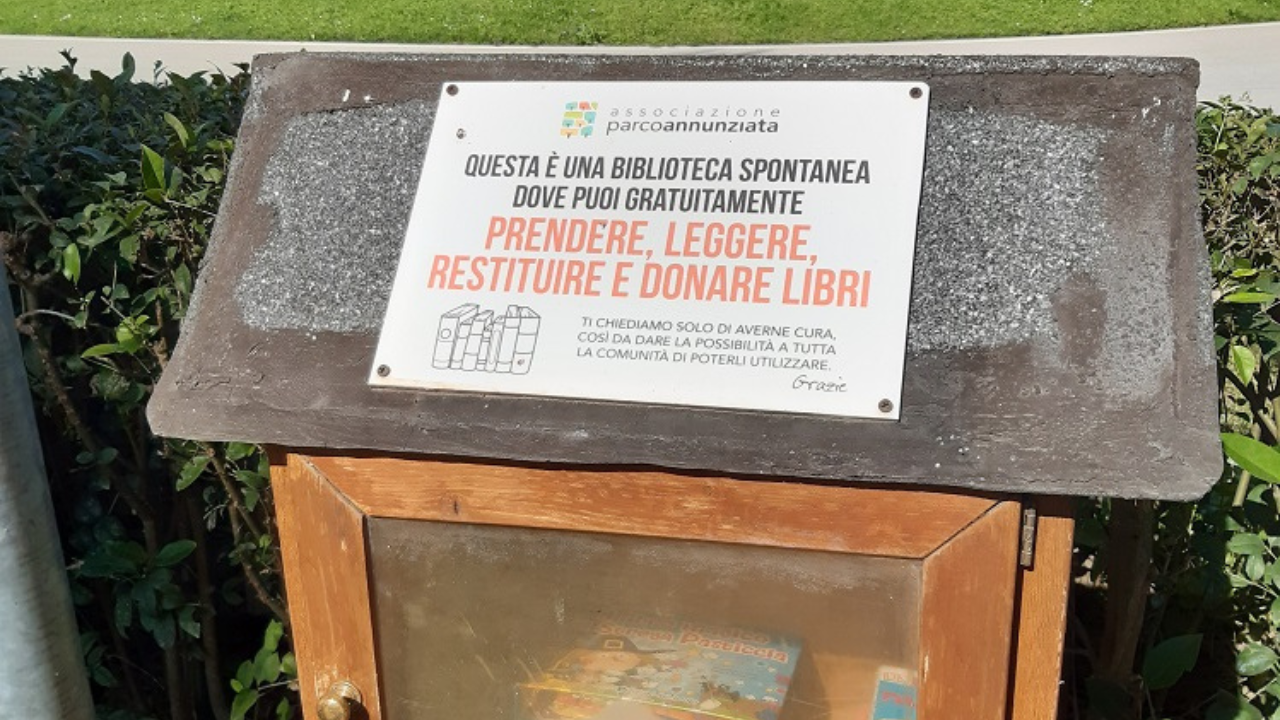 associazione
parcoannunziata
QUESTA È UNA BIBLIOTECA SPONTANEA
DOVE PUOI GRATUITAMENTE
PRENDERE, LEGGERE,
RESTITUIRE E DONARE LIBRI
TI CHIEDIAMO SOLO DI AVERNE CURA,
COSÌ DA DARE LA POSSIBILITÀ A TUTTA
LA COMUNITÀ DI POTERLI UTILIZZARE.
Grazie
Pasticcia